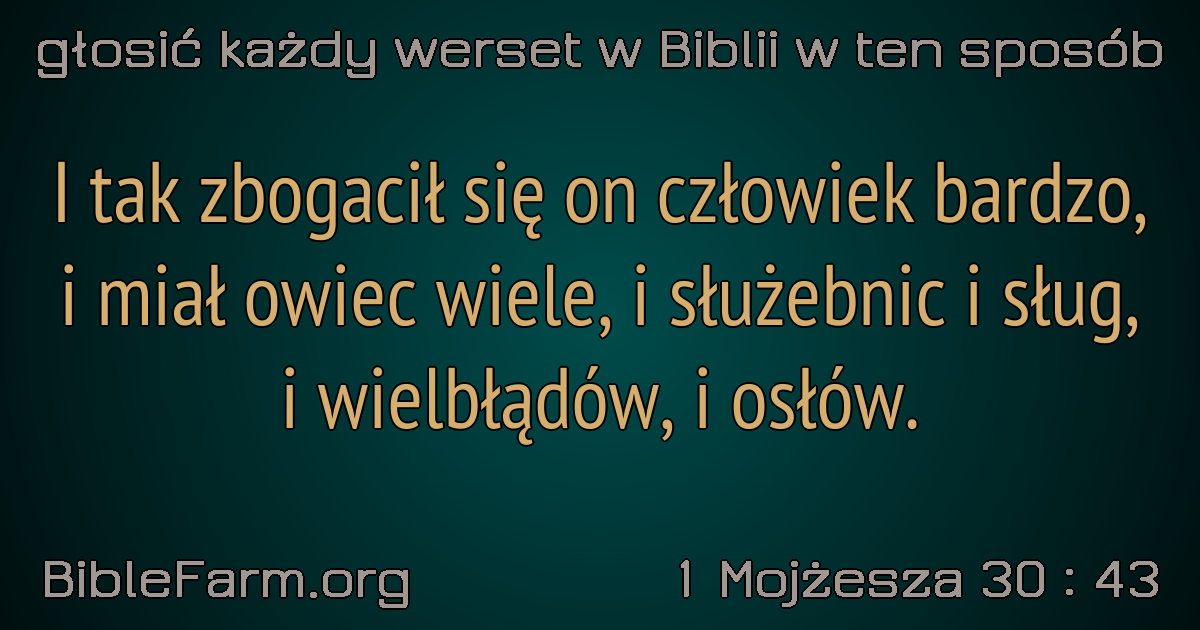 głosić każdy werset w Biblii w ten sposób
I tak zbogacił się on człowiek bardzo,
i miał owiec wiele, i służebnic i sług,
i wielbłądów, i osłów.
BibleFarm.org
1 Mojżesza 30 : 43